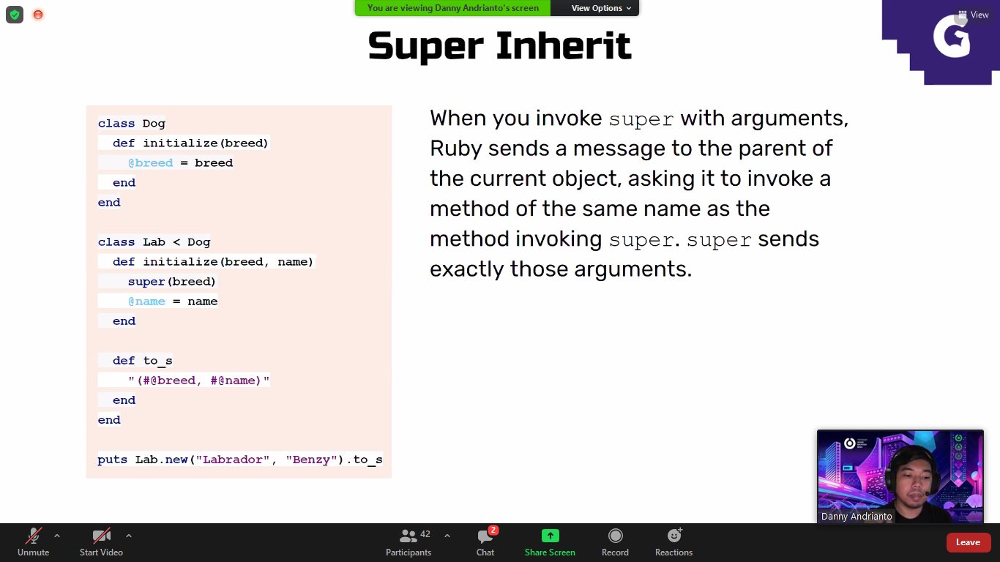 You are viewing Danny Andrianto's screen
View Options
View
Super Inherit
G
class Dog
  def initialize(breed)
    @breed = breed
  end
end
class Lab < Dog
  def initialize(breed, name)
    super(breed)
    @name = name
  end
  def to_s
    "(#@breed, #@name)"
  end
end
puts Lab.new("Labrador", "Benzy").to_s
When you invoke super with arguments,
Ruby sends a message to the parent of
the current object, asking it to invoke a
method of the same name as the
method invoking super. super sends
exactly those arguments.
Danny Andrianto
Unmute
Start Video
Participants
42
Chat
2
Share Screen
Record
Reactions
Leave